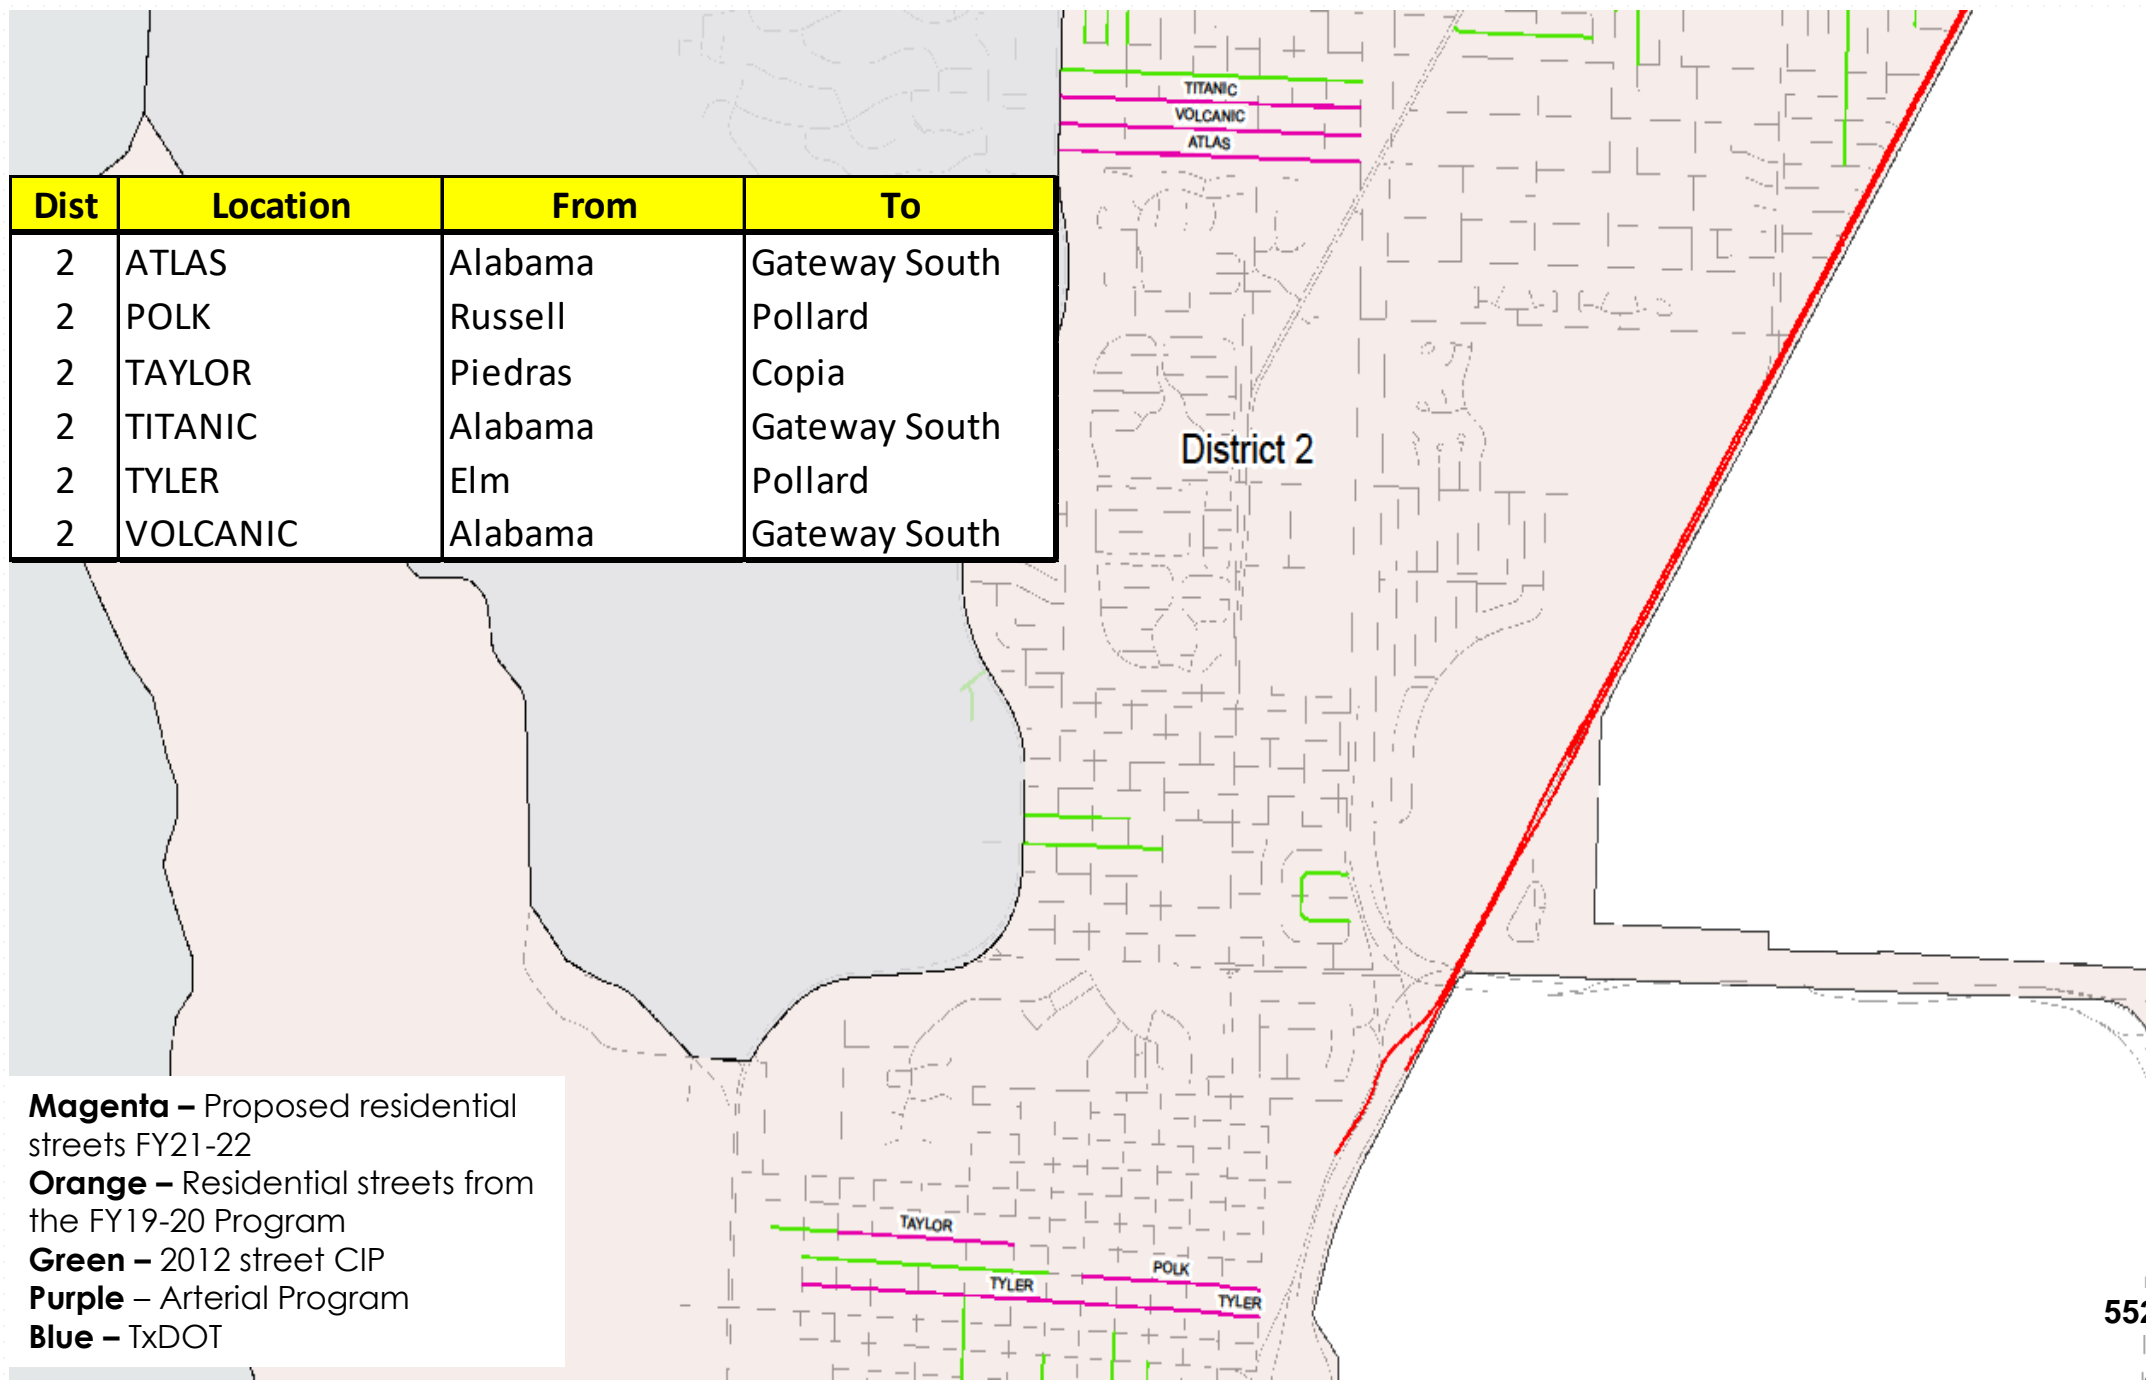 TITANIC
VOLCANIC
ATLAS
Dist Location From To
2 ATLAS Alabama Gateway South
2 POLK Russell Pollard
2 TAYLOR Piedras Copia
2 TITANIC Alabama Gateway South
2 TYLER Elm Pollard
2 VOLCANIC Alabama Gateway South
District 2
Magenta – Proposed residential
streets FY21-22
Orange – Residential streets from
the FY19-20 Program
Green – 2012 street CIP
Purple – Arterial Program
Blue – TxDOT
TAYLOR
POLK
TYLER
TYLER
552